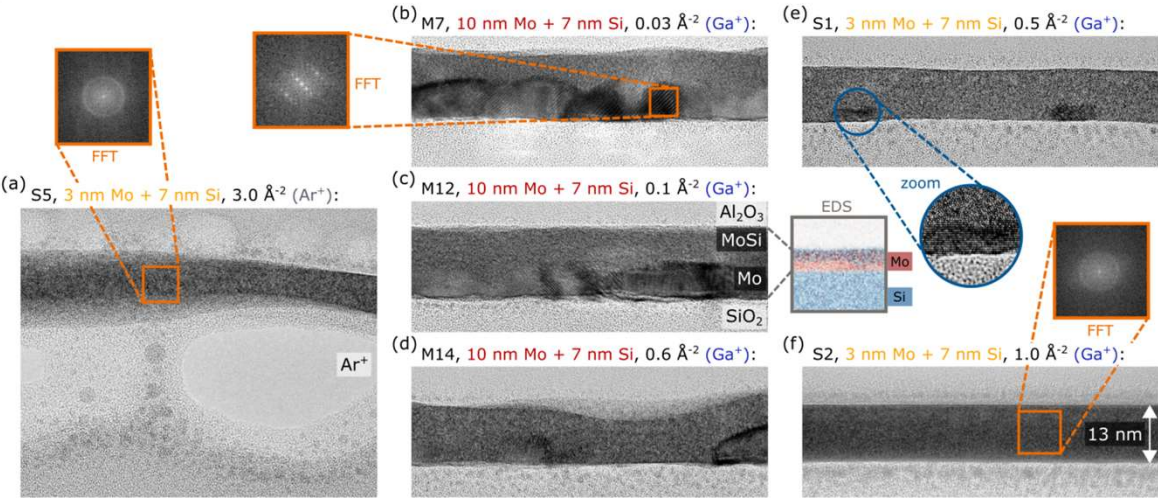 (b) M7, 10 nm Mo + 7 nm Si, 0.03 Å⁻² (Ga⁺):
(e) S1, 3 nm Mo + 7 nm Si, 0.5 Å⁻² (Ga⁺):
FFT
FFT
(a) S5, 3 nm Mo + 7 nm Si, 3.0 Å⁻² (Ar⁺):
(c) M12, 10 nm Mo + 7 nm Si, 0.1 Å⁻² (Ga⁺):
Al₂O₃
MoSi
Mo
SiO₂
EDS
Mo
Si
zoom
FFT
Ar⁺
(d) M14, 10 nm Mo + 7 nm Si, 0.6 Å⁻² (Ga⁺):
(f) S2, 3 nm Mo + 7 nm Si, 1.0 Å⁻² (Ga⁺):
13 nm